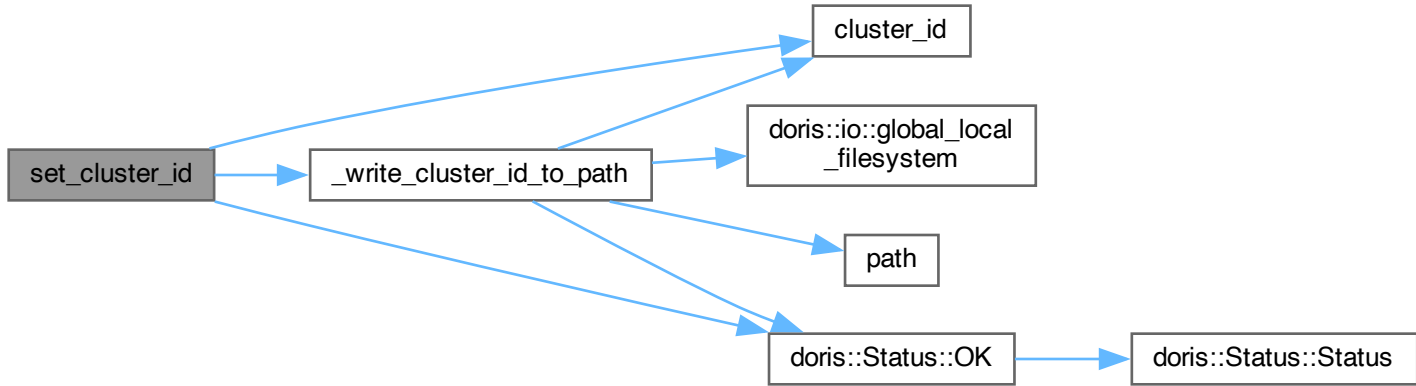 cluster_id
doris::io::global_local
_filesystem
set_cluster_id
_write_cluster_id_to_path
path
doris::Status::OK
doris::Status::Status